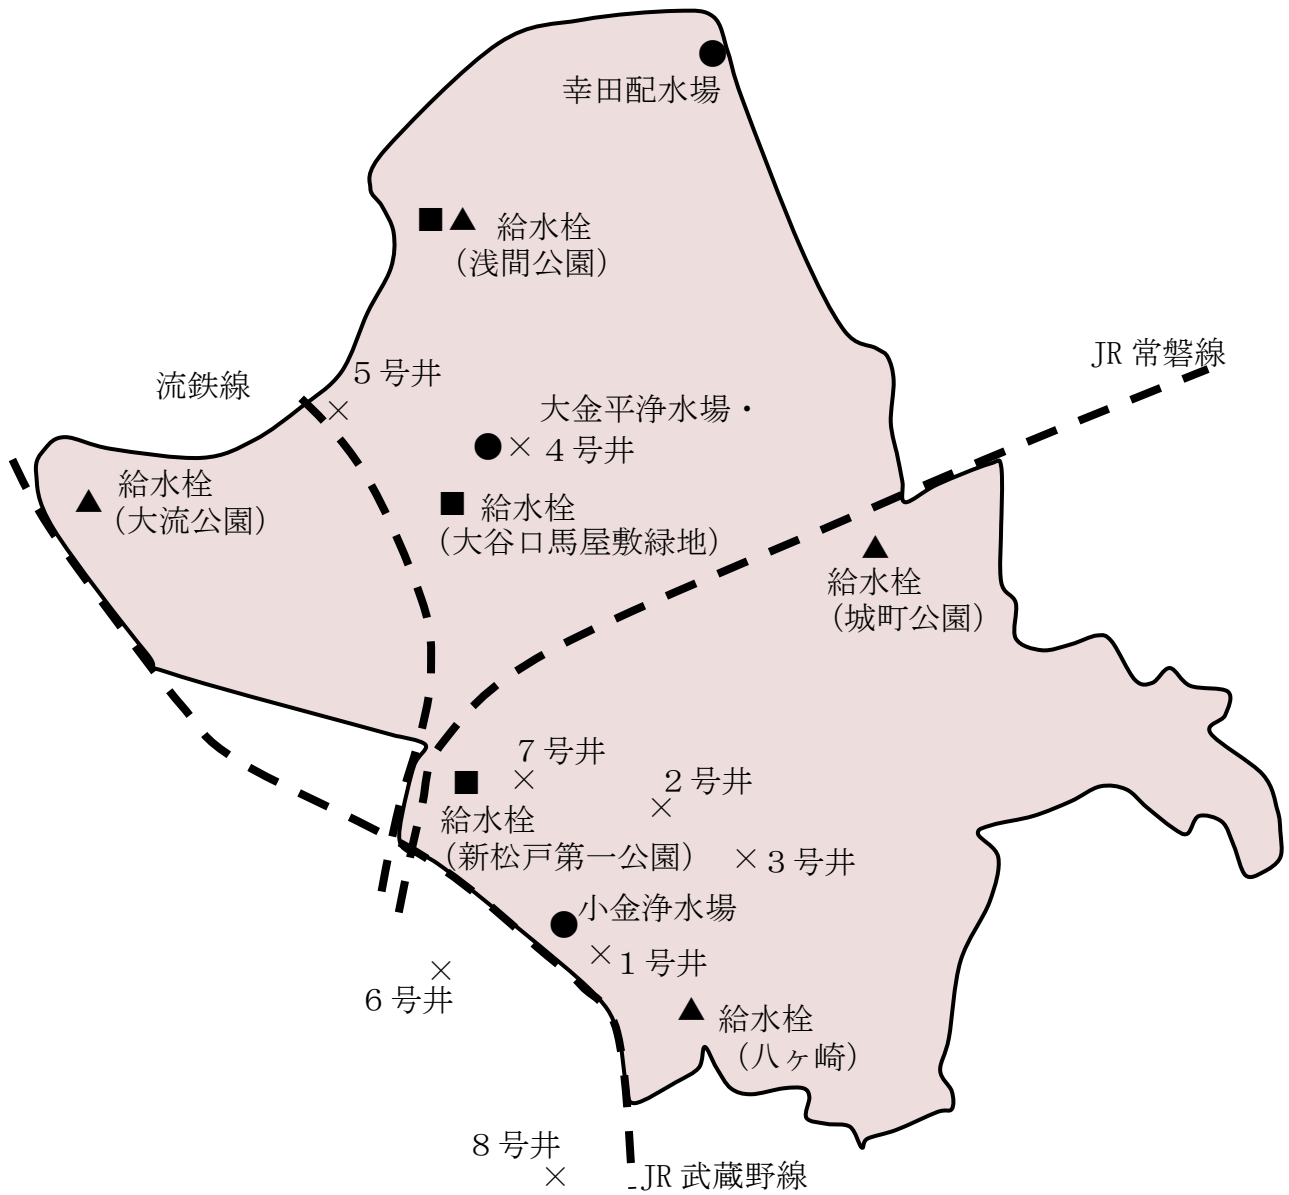 幸田配水場
給水栓
（浅間公園）
JR 常磐線
５号井
流鉄線
大金平浄水場・
４号井
給水栓
（大流公園）
給水栓
（大谷口馬屋敷緑地）
給水栓
（城町公園）
７号井
２号井
給水栓
（新松戸第一公園）
３号井
小金浄水場
１号井
６号井
給水栓
（八ヶ崎）
８号井
JR 武蔵野線